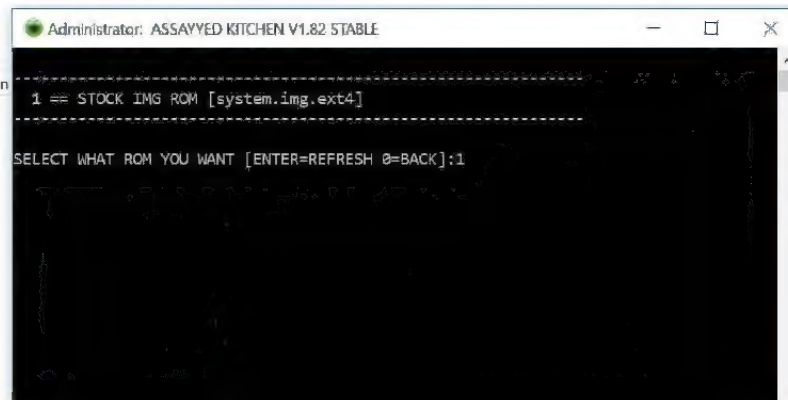 Administrator: ASSAYYED KITCHEN V1.82 STABLE
n
------------------------------------------------------------
1 == STOCK IMG ROM [system.img.ext4]
------------------------------------------------------------
SELECT WHAT ROM YOU WANT [ENTER=REFRESH 0=BACK]:1